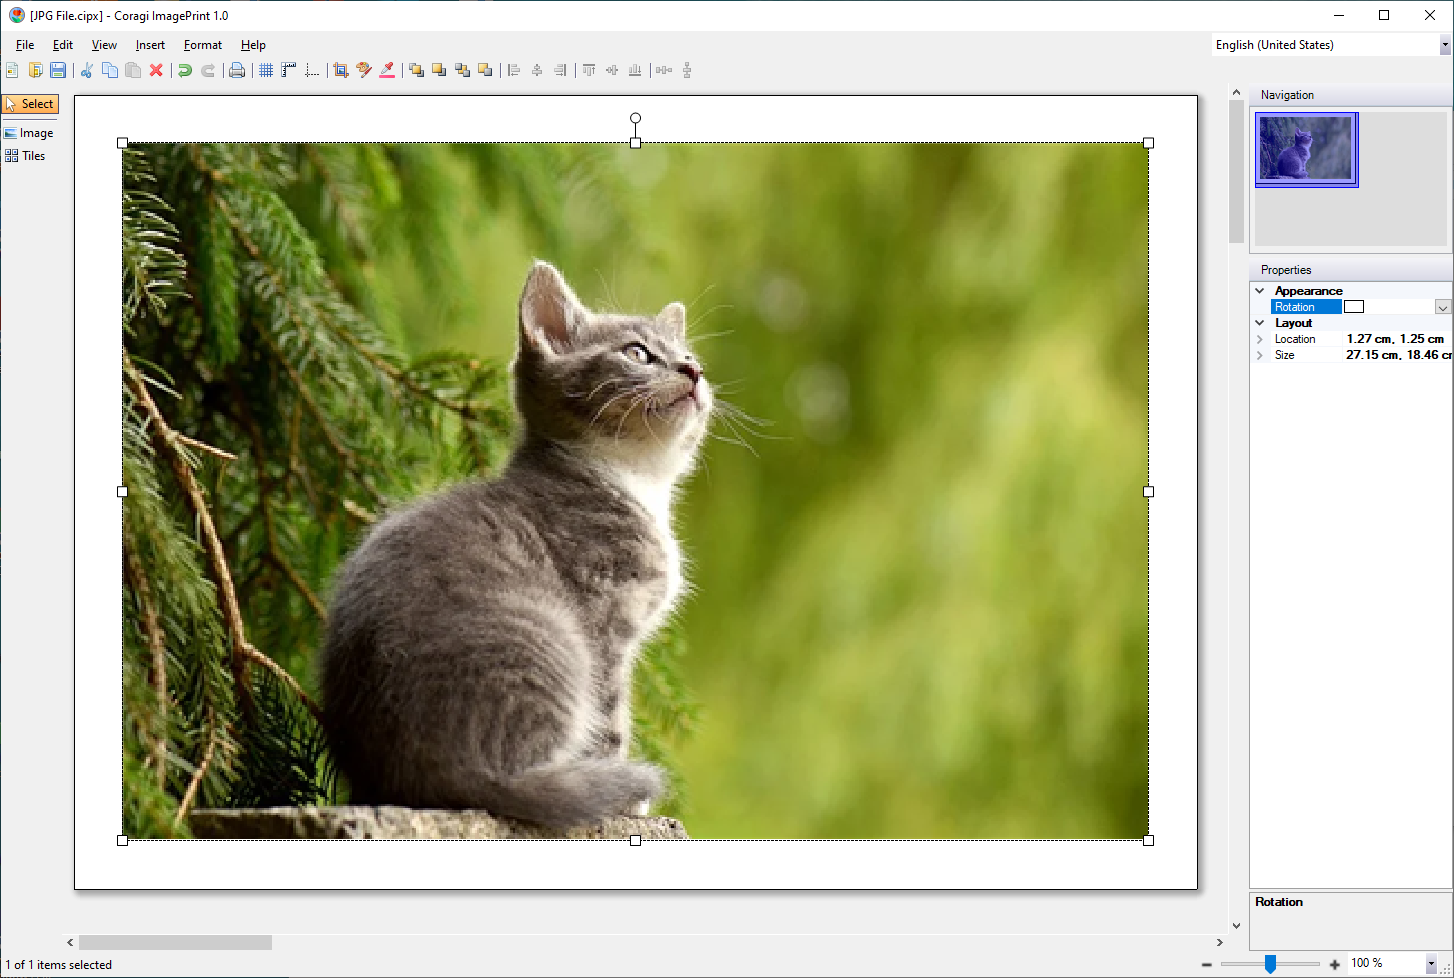 [JPG File.cipx] - Coragi ImagePrint 1.0
File Edit View Insert Format Help
English (United States)
Select
Image
Tiles
Navigation
Properties
Appearance
Rotation
Layout
Location 1.27 cm, 1.25 cm
Size 27.15 cm, 18.46 cr
Rotation
1 of 1 items selected
100 %